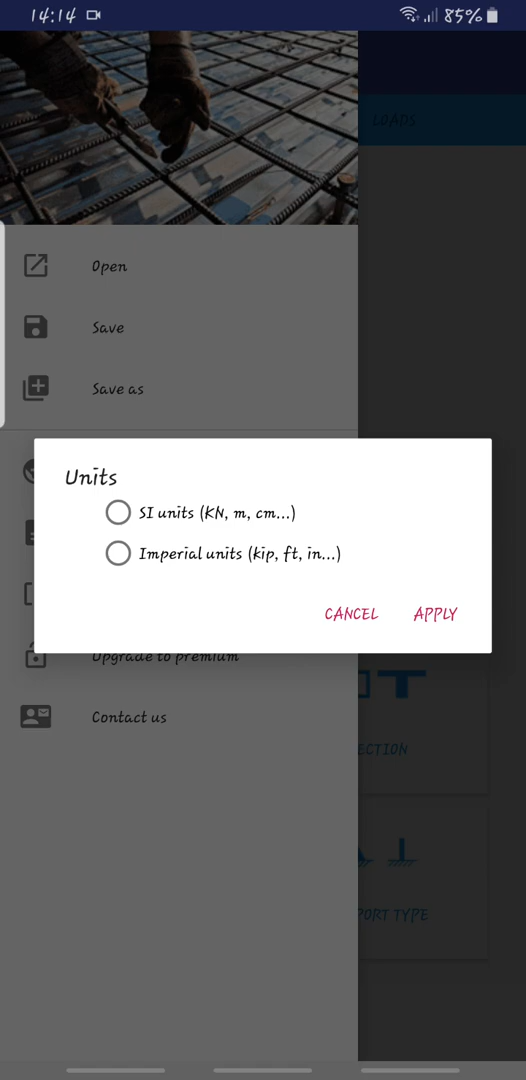 14:14 85%
LOADS
Open
Save
Save as
Units
SI units (KN, m, cm...)
Imperial units (kip, ft, in...)
CANCEL APPLY
Upgrade to premium
Contact us
ECTION
PORT TYPE